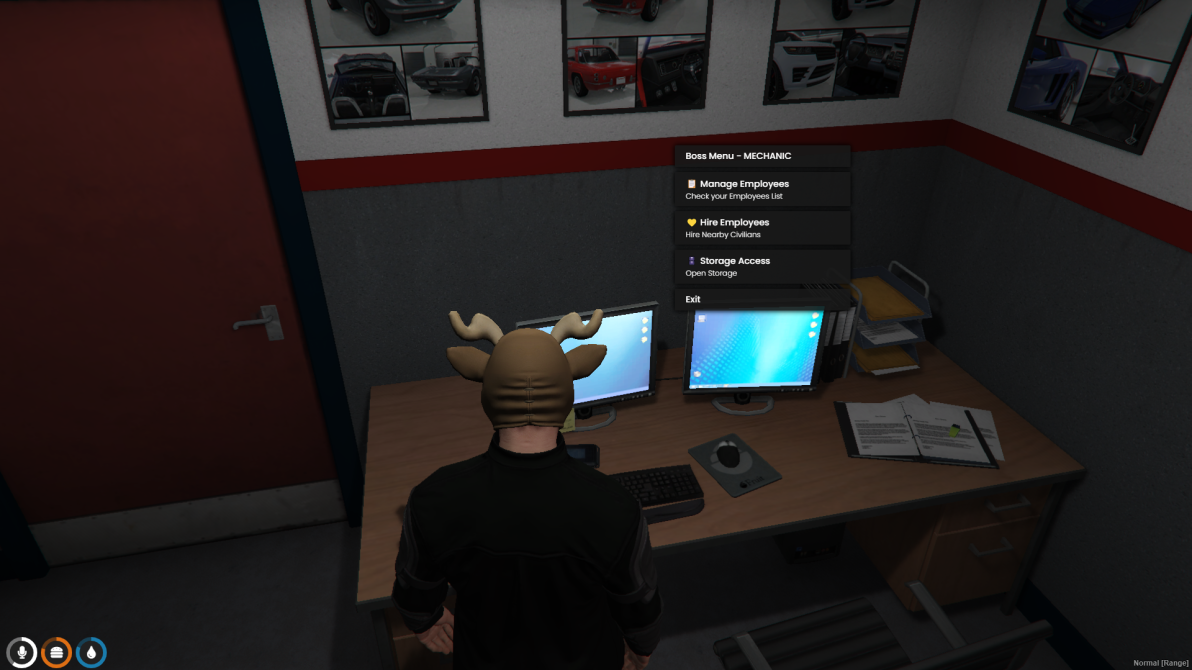 Boss Menu - MECHANIC
Manage Employees
Check your Employees List
Hire Employees
Hire Nearby Civilians
Storage Access
Open Storage
Exit
Normal [Range]